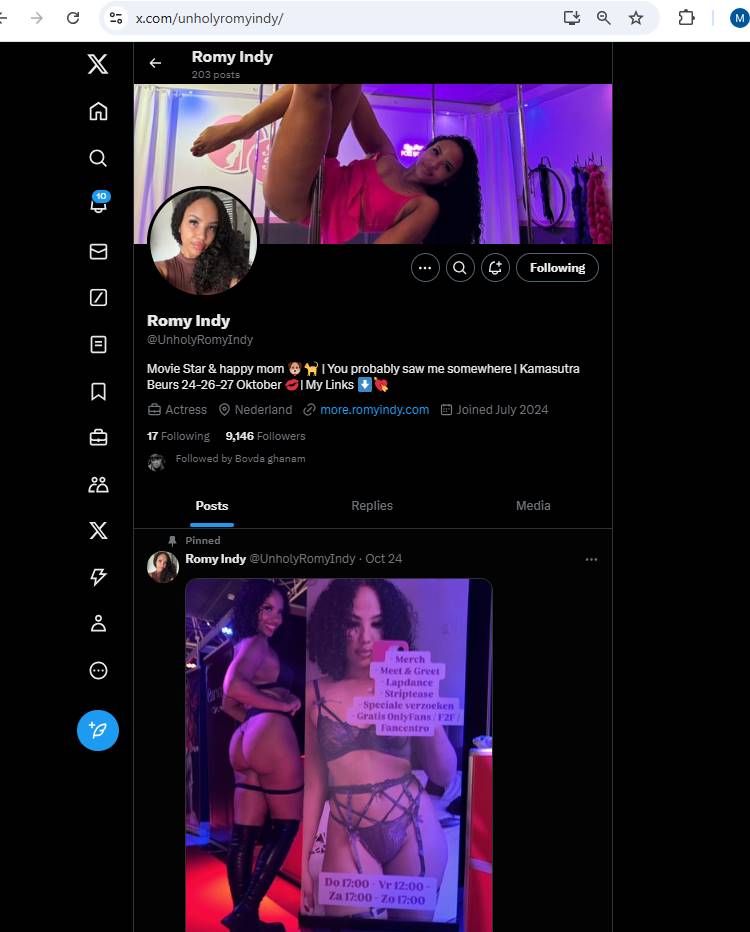 x.com/unholyromyindy/
M
Romy Indy
203 posts
10
Following
Romy Indy
@UnholyRomyIndy
Movie Star & happy mom 🐶 🐈 | You probably saw me somewhere | Kamasutra
Beurs 24-26-27 Oktober 💋 | My Links ⬇️ 💘
Actress Nederland more.romyindy.com Joined July 2024
17 Following 9,146 Followers
Followed by Bovda ghanam
Posts Replies Media
Pinned
Romy Indy @UnholyRomyIndy · Oct 24
- Merch
- Meet & Greet
- Lapdance
- Striptease
- Speciale verzoeken
- Gratis OnlyFans / F2F /
Fancentro
Do 17:00 - Vr 12:00 -
Za 17:00 - Zo 17:00